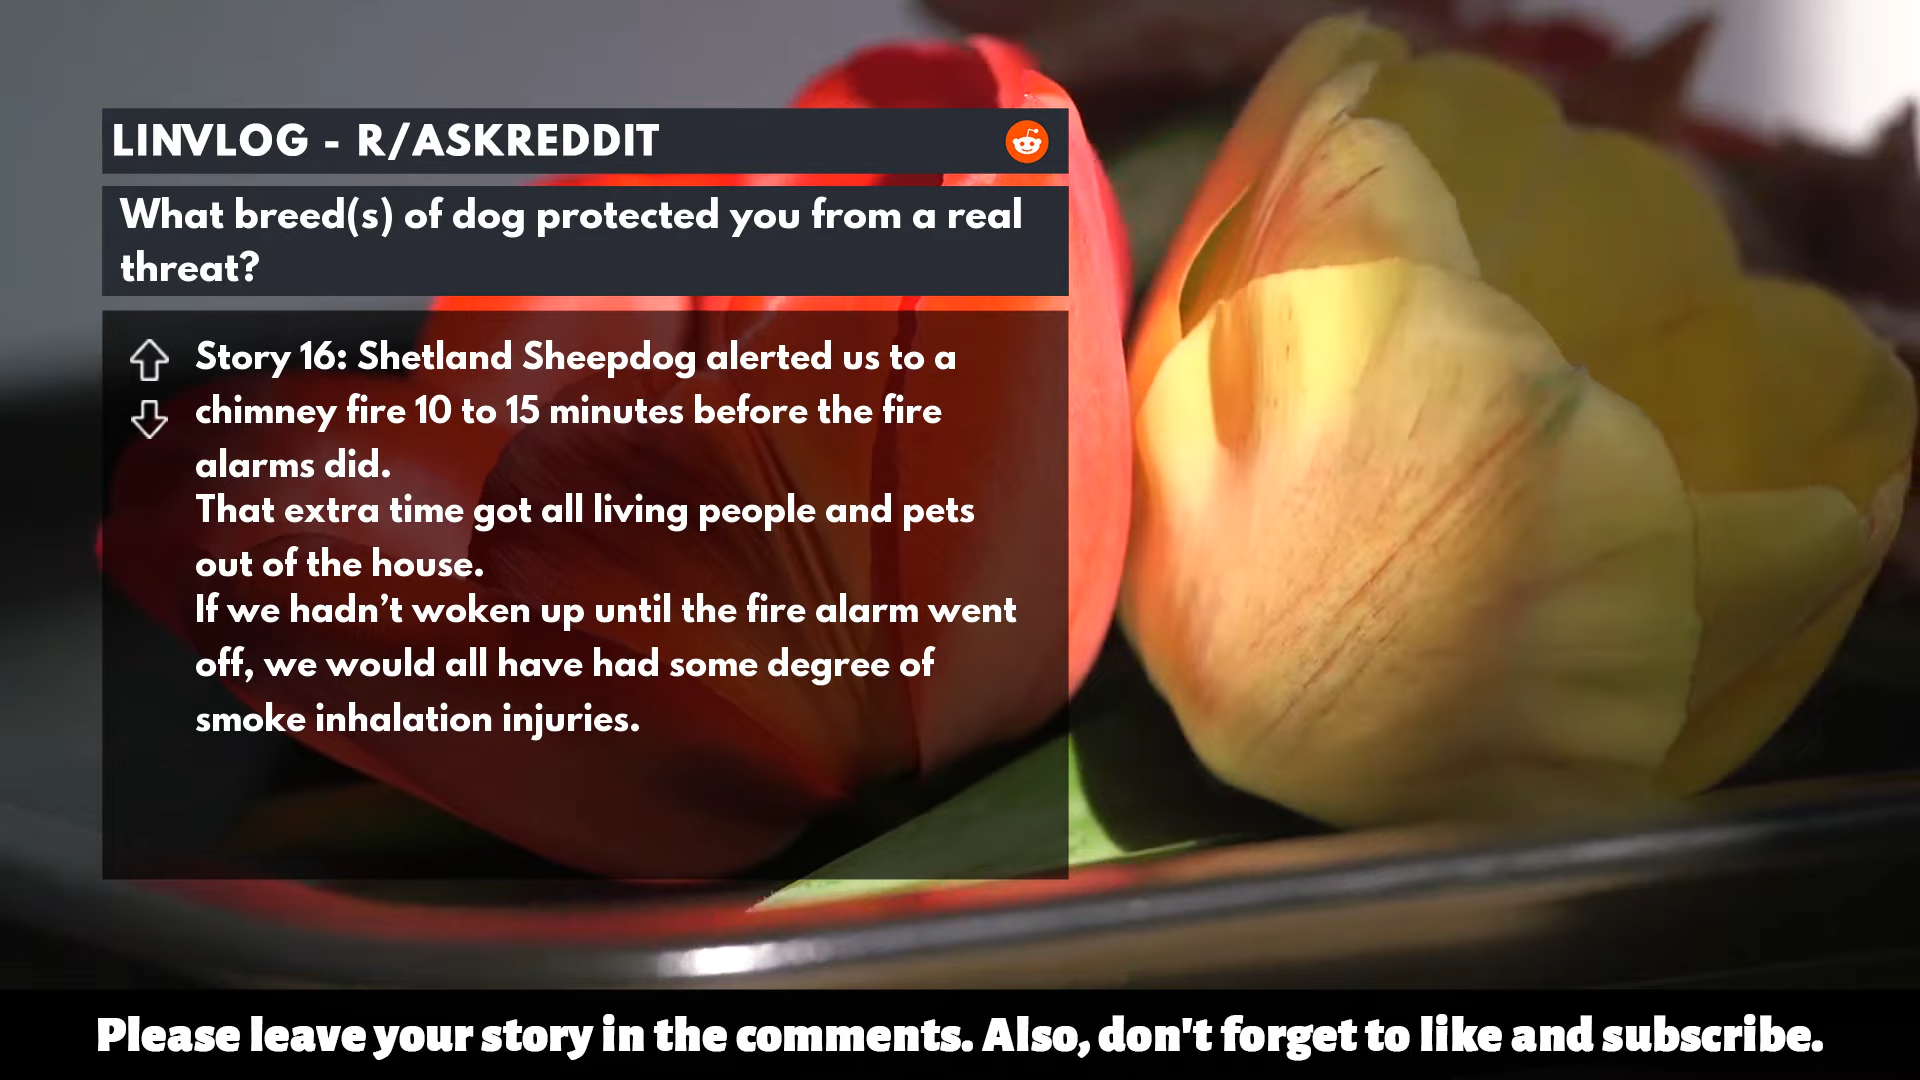 LINVLOG - R/ASKREDDIT
What breed(s) of dog protected you from a real
threat?
Story 16: Shetland Sheepdog alerted us to a
chimney fire 10 to 15 minutes before the fire
alarms did.
That extra time got all living people and pets
out of the house.
If we hadn’t woken up until the fire alarm went
off, we would all have had some degree of
smoke inhalation injuries.
Please leave your story in the comments. Also, don't forget to like and subscribe.